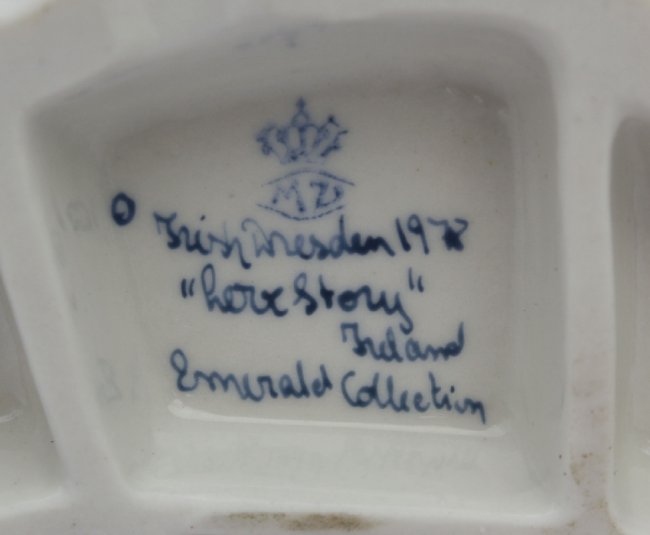 MZ
Irish Dresden 1978
"Love Story"
Ireland
Emerald Collection